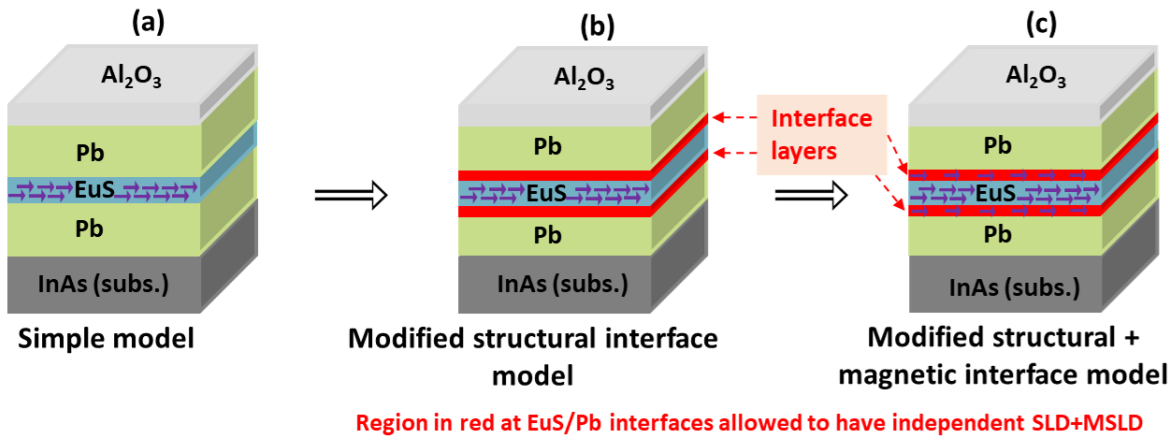 (a)
Al2O3
Pb
EuS
Pb
InAs (subs.)
Simple model
(b)
Al2O3
Pb
EuS
Pb
InAs (subs.)
Modified structural interface
model
Interface
layers
(c)
Al2O3
Pb
EuS
Pb
InAs (subs.)
Modified structural +
magnetic interface model
Region in red at EuS/Pb interfaces allowed to have independent SLD+MSLD